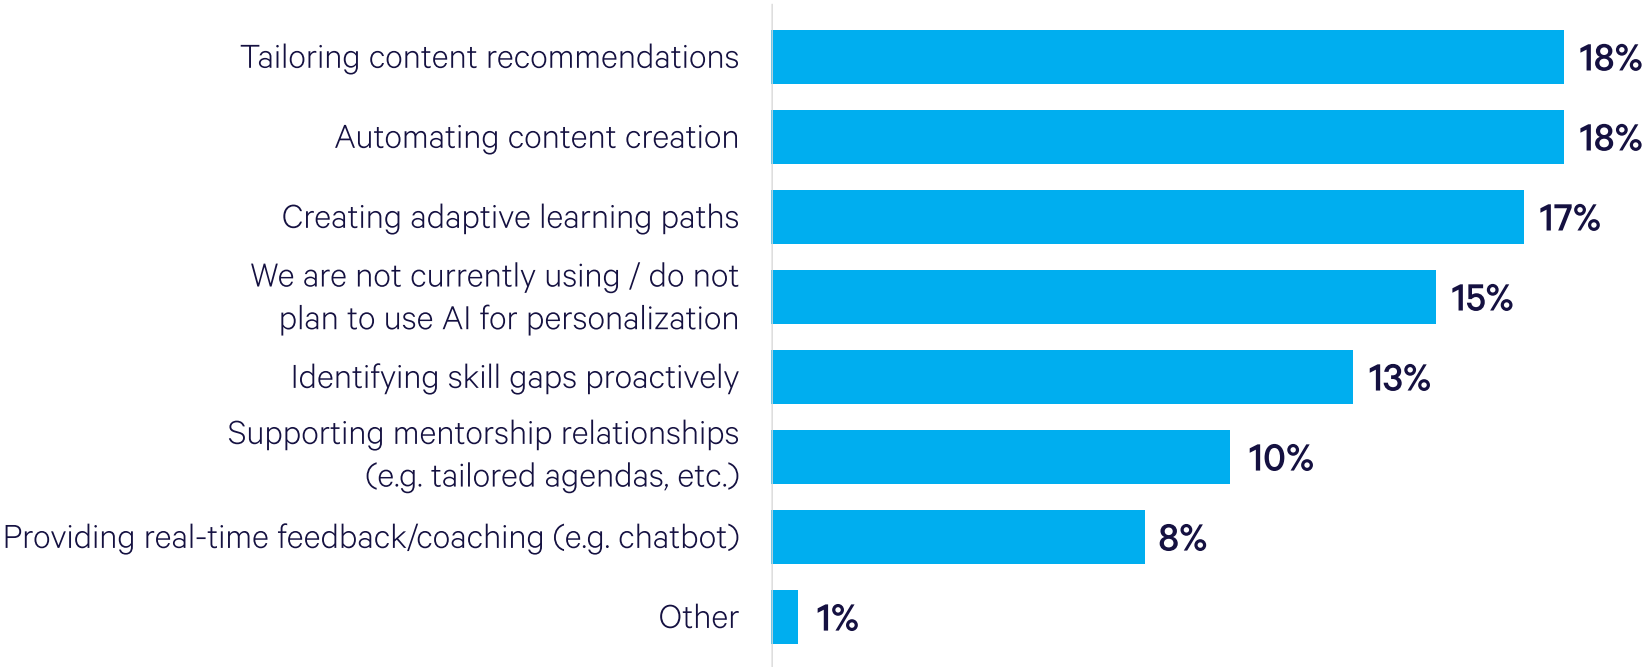 Tailoring content recommendations 18%
Automating content creation 18%
Creating adaptive learning paths 17%
We are not currently using / do not
plan to use AI for personalization 15%
Identifying skill gaps proactively 13%
Supporting mentorship relationships
(e.g. tailored agendas, etc.) 10%
Providing real-time feedback/coaching (e.g. chatbot) 8%
Other 1%